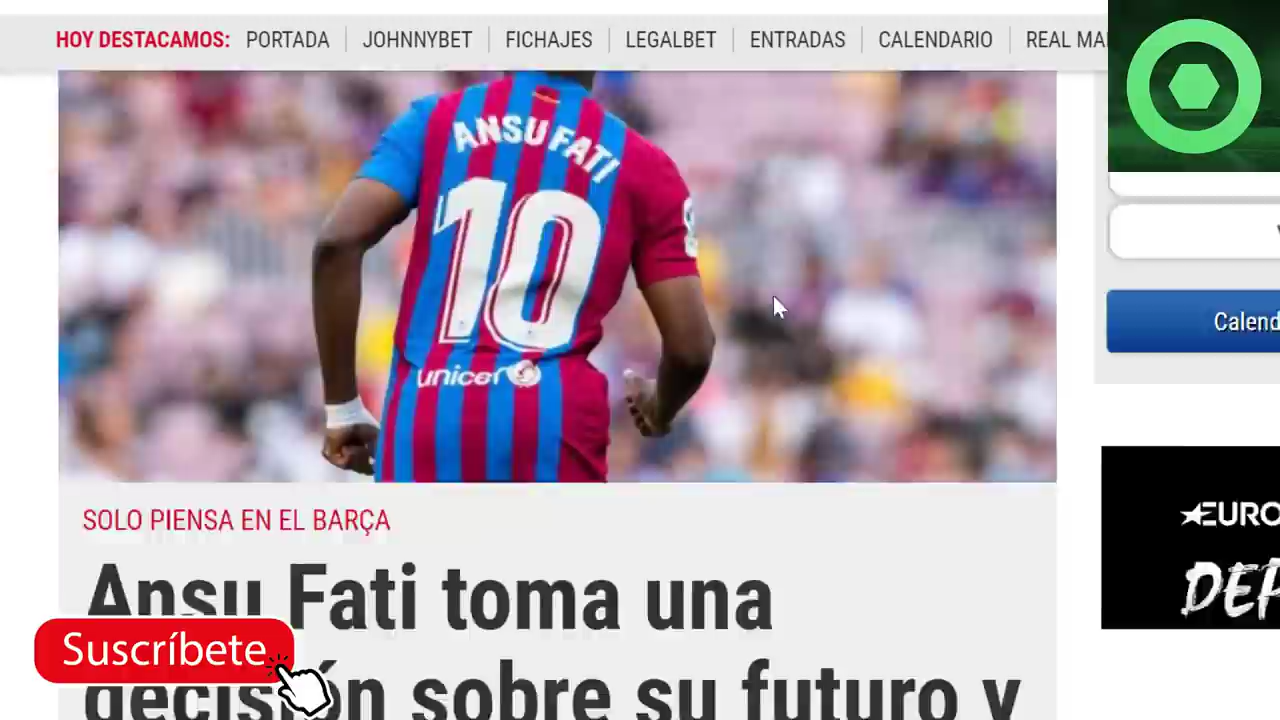 HOY DESTACAMOS: PORTADA JOHNNYBET FICHAJES LEGALBET ENTRADAS CALENDARIO REAL MA
ANSU FATI
10
unicef
Calend
SOLO PIENSA EN EL BARÇA
EURO
DEP
Ansu Fati toma una
Suscríbete
decisión sobre su futuro y